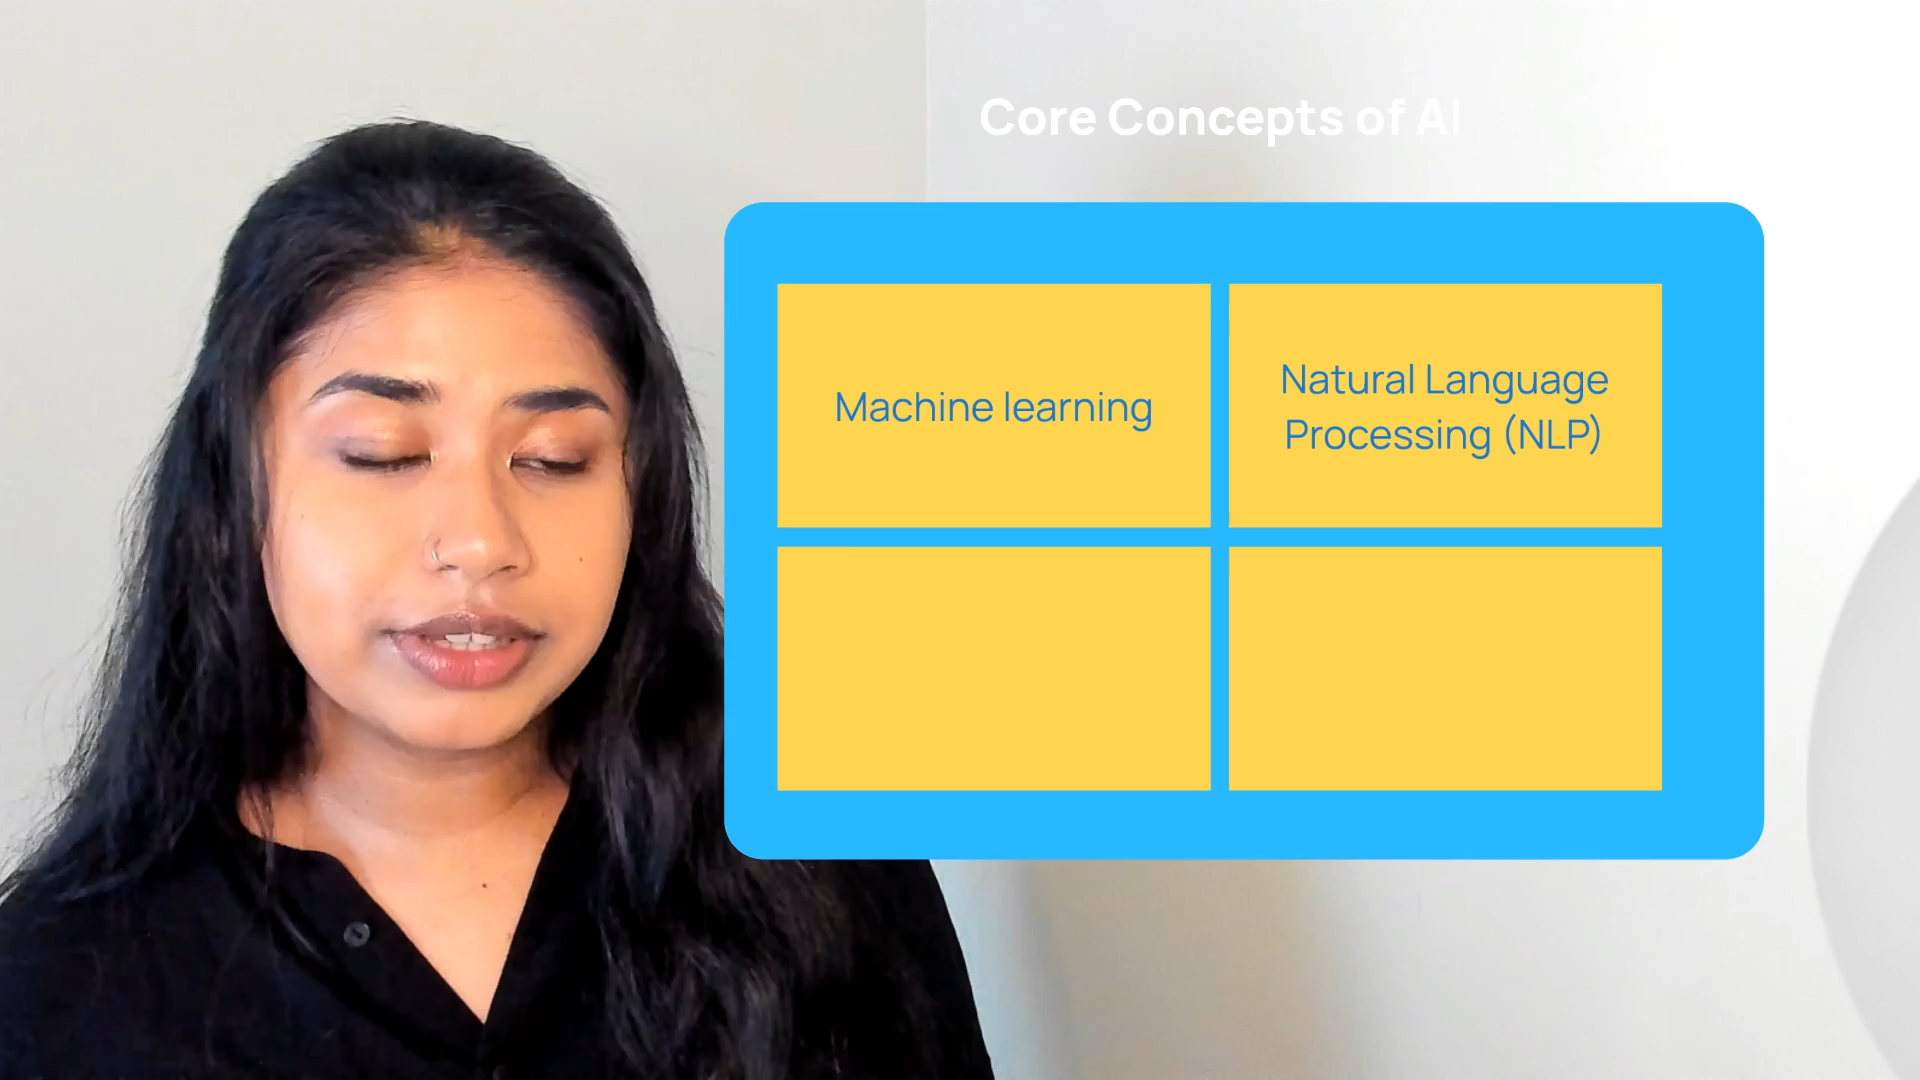 Core Concepts of AI
Machine learning
Natural Language
Processing (NLP)